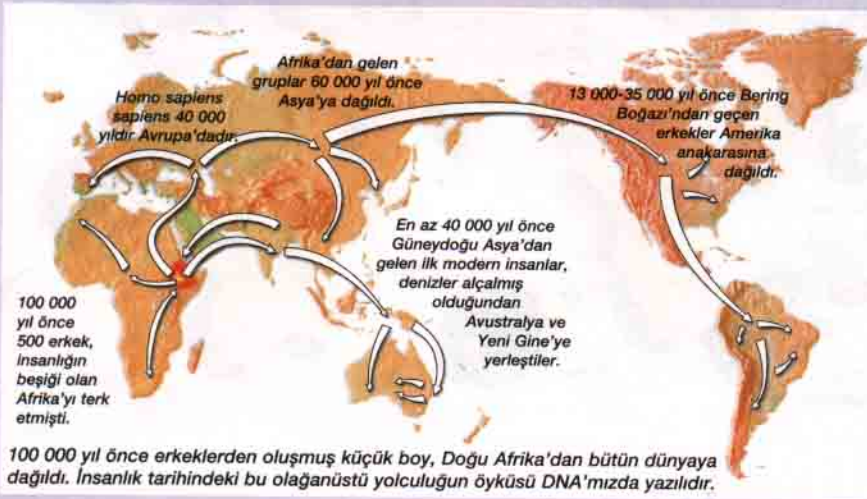 Afrika'dan gelen
gruplar 60 000 yıl önce
Asya'ya dağıldı.
Homo sapiens
sapiens 40 000
yıldır Avrupa'dadır.
13 000-35 000 yıl önce Bering
Boğazı'ndan geçen
erkekler Amerika
anakarasına
dağıldı.
En az 40 000 yıl önce
Güneydoğu Asya'dan
gelen ilk modern insanlar,
denizler alçalmış
olduğundan
Avustralya ve
Yeni Gine'ye
yerleştiler.
100 000
yıl önce
500 erkek,
insanlığın
beşiği olan
Afrika'yı terk
etmişti.
100 000 yıl önce erkeklerden oluşmuş küçük boy, Doğu Afrika'dan bütün dünyaya
dağıldı. İnsanlık tarihindeki bu olağanüstü yolculuğun öyküsü DNA'mızda yazılıdır.